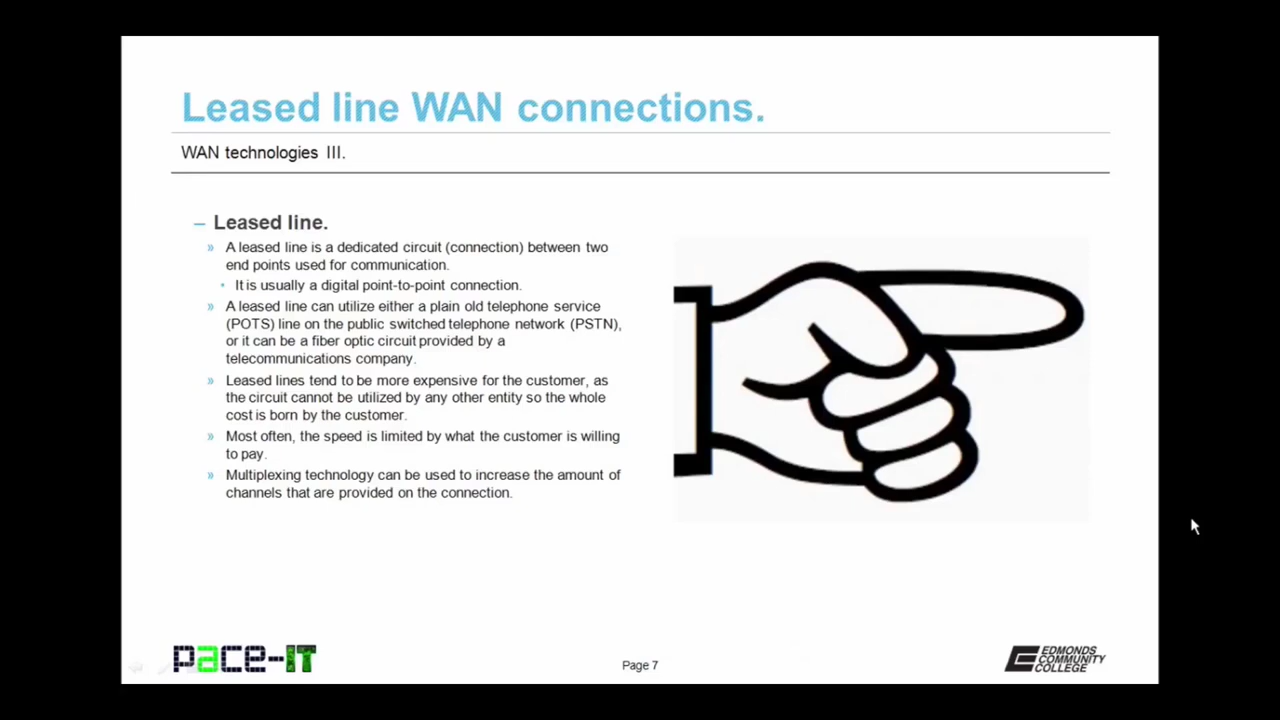 Leased line WAN connections.
WAN technologies III.
– Leased line.
» A leased line is a dedicated circuit (connection) between two
end points used for communication.
• It is usually a digital point-to-point connection.
» A leased line can utilize either a plain old telephone service
(POTS) line on the public switched telephone network (PSTN),
or it can be a fiber optic circuit provided by a
telecommunications company.
» Leased lines tend to be more expensive for the customer, as
the circuit cannot be utilized by any other entity so the whole
cost is born by the customer.
» Most often, the speed is limited by what the customer is willing
to pay.
» Multiplexing technology can be used to increase the amount of
channels that are provided on the connection.
pace-IT
Page 7
EDMONDS
COMMUNITY
COLLEGE